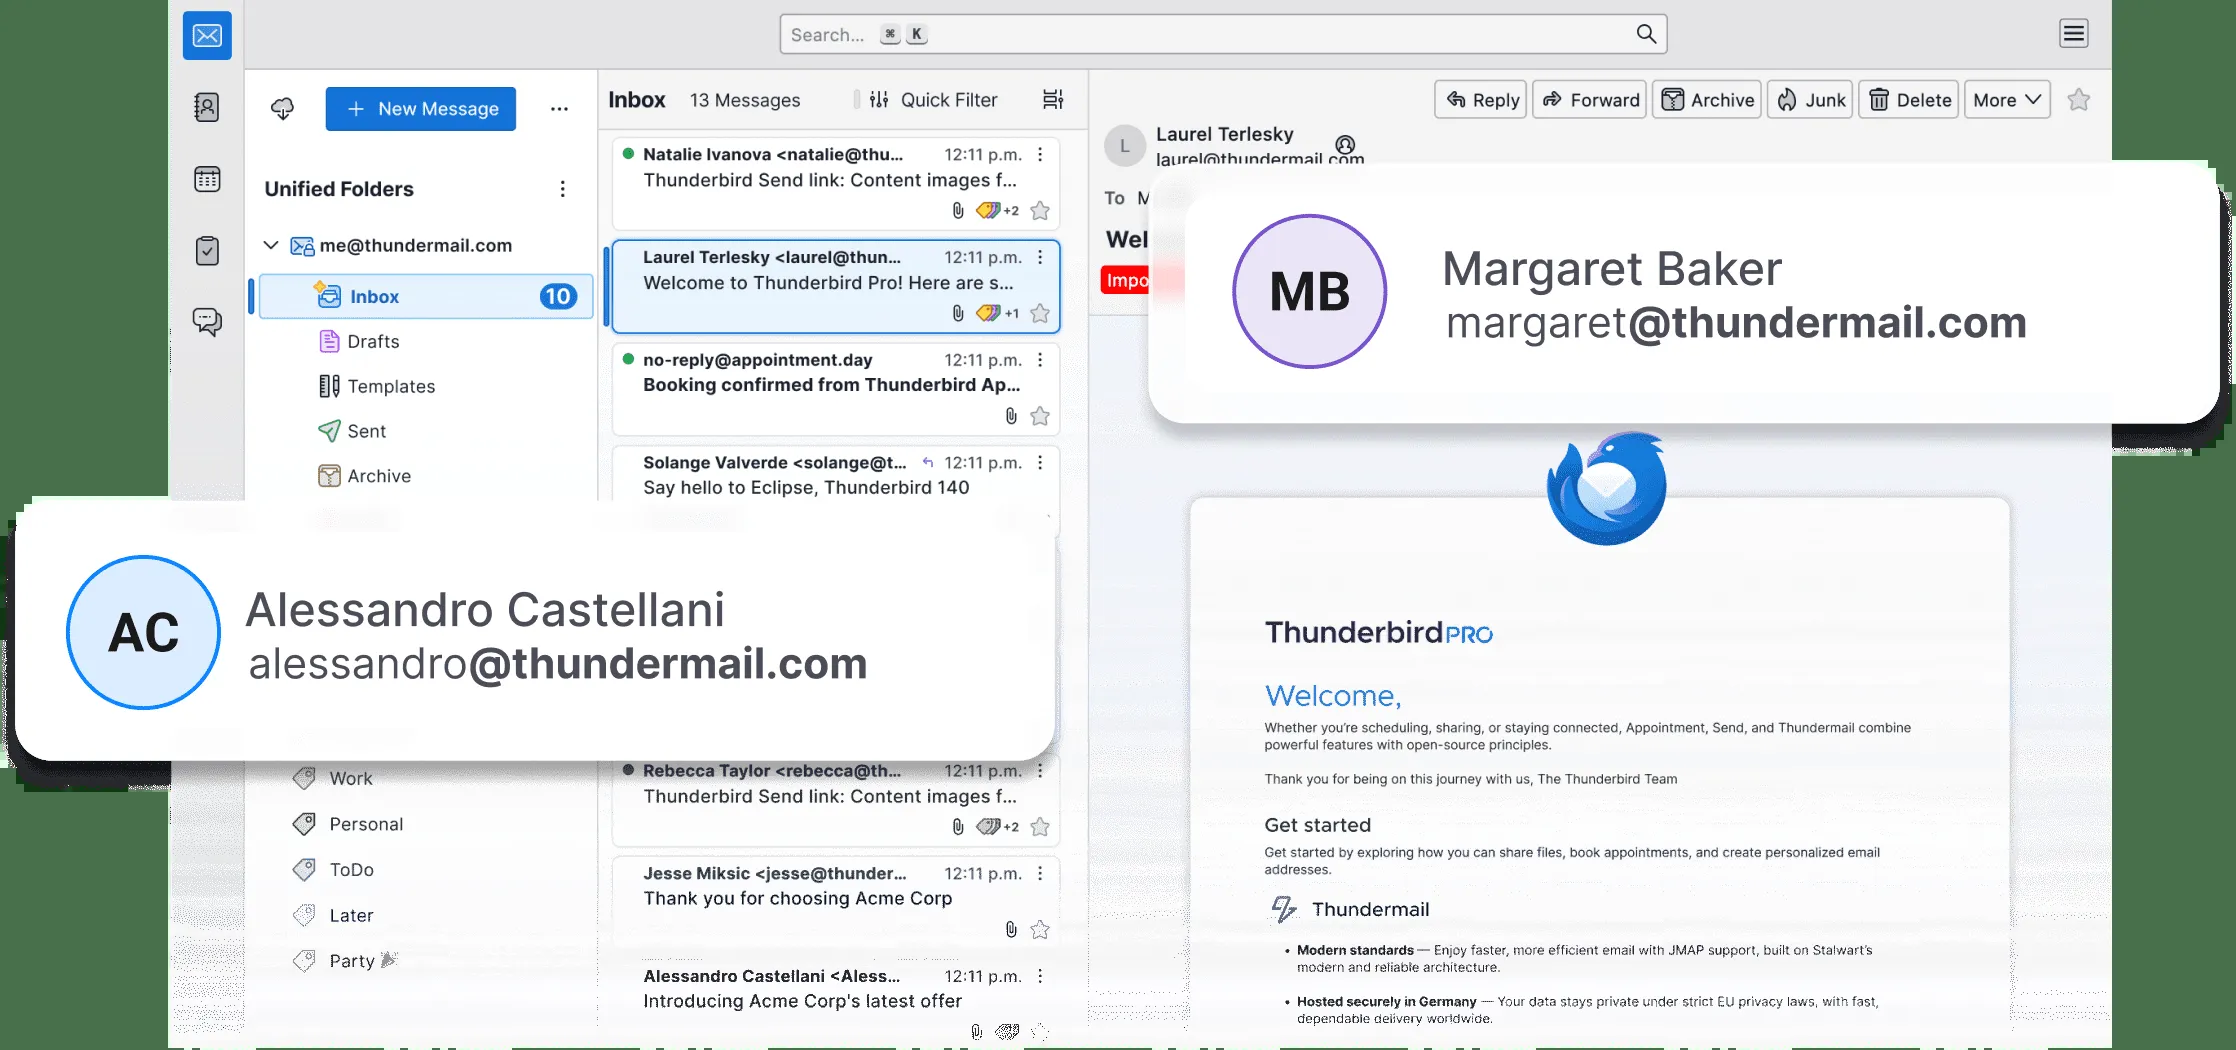 Search... ⌘ K
New Message
Unified Folders
me@thundermail.com
Inbox 10
Drafts
Templates
Sent
Archive
Work
Personal
ToDo
Later
Party
Inbox 13 Messages Quick Filter
Natalie Ivanova <natalie@thu... 12:11 p.m.
Thunderbird Send link: Content images f...
+2
Laurel Terlesky <laurel@thun... 12:11 p.m.
Welcome to Thunderbird Pro! Here are s...
+1
no-reply@appointment.day 12:11 p.m.
Booking confirmed from Thunderbird Ap...
Solange Valverde <solange@t... 12:11 p.m.
Say hello to Eclipse, Thunderbird 140
Rebecca Taylor <rebecca@th... 12:11 p.m.
Thunderbird Send link: Content images f...
+2
Jesse Miksic <jesse@thunder... 12:11 p.m.
Thank you for choosing Acme Corp
Alessandro Castellani <Aless... 12:11 p.m.
Introducing Acme Corp's latest offer
AC
Alessandro Castellani
alessandro@thundermail.com
Reply Forward Archive Junk Delete More
L
Laurel Terlesky
laurel@thundermail.com
To M
Wel
Impo
MB
Margaret Baker
margaret@thundermail.com
Thunderbird PRO
Welcome,
Whether you're scheduling, sharing, or staying connected, Appointment, Send, and Thundermail combine
powerful features with open-source principles.
Thank you for being on this journey with us, The Thunderbird Team
Get started
Get started by exploring how you can share files, book appointments, and create personalized email
addresses.
Thundermail
• Modern standards — Enjoy faster, more efficient email with JMAP support, built on Stalwart's
modern and reliable architecture.
• Hosted securely in Germany — Your data stays private under strict EU privacy laws, with fast,
dependable delivery worldwide.